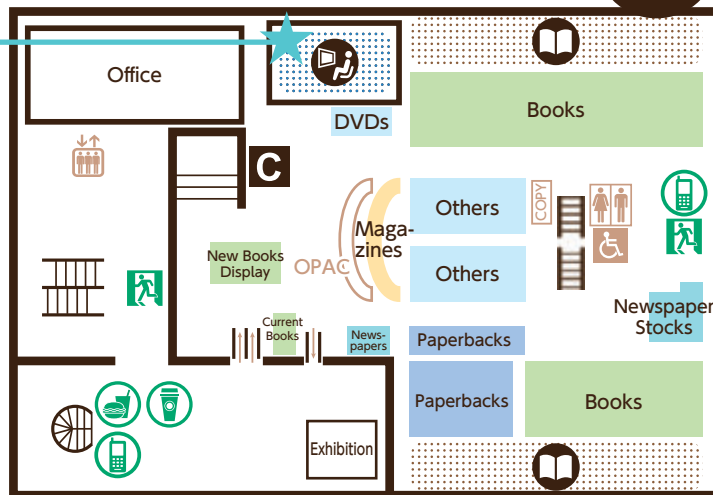 Office
DVDs
Books
C
Maga-
zines
Others
COPY
Others
New Books
Display
OPAC
Current
Books
News-
papers
Paperbacks
Newspaper
Stocks
Paperbacks
Books
Exhibition